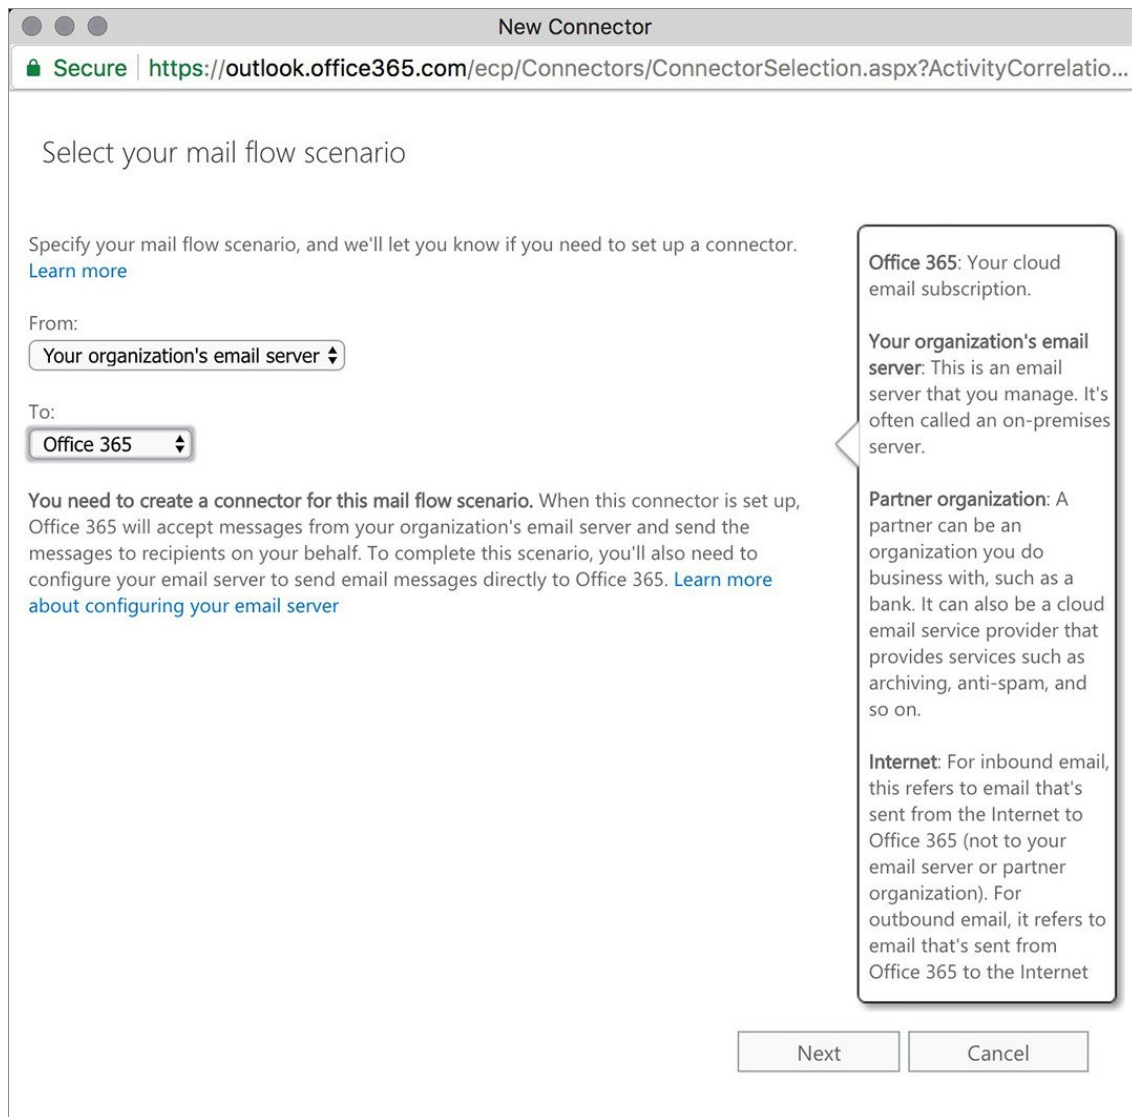 New Connector
Secure https://outlook.office365.com/ecp/Connectors/ConnectorSelection.aspx?ActivityCorrelatio...
Select your mail flow scenario
Specify your mail flow scenario, and we'll let you know if you need to set up a connector.
Learn more
From:
Your organization's email server
To:
Office 365
You need to create a connector for this mail flow scenario. When this connector is set up,
Office 365 will accept messages from your organization's email server and send the
messages to recipients on your behalf. To complete this scenario, you'll also need to
configure your email server to send email messages directly to Office 365. Learn more
about configuring your email server
Office 365: Your cloud
email subscription.
Your organization's email
server: This is an email
server that you manage. It's
often called an on-premises
server.
Partner organization: A
partner can be an
organization you do
business with, such as a
bank. It can also be a cloud
email service provider that
provides services such as
archiving, anti-spam, and
so on.
Internet: For inbound email,
this refers to email that's
sent from the Internet to
Office 365 (not to your
email server or partner
organization). For
outbound email, it refers to
email that's sent from
Office 365 to the Internet
Next
Cancel